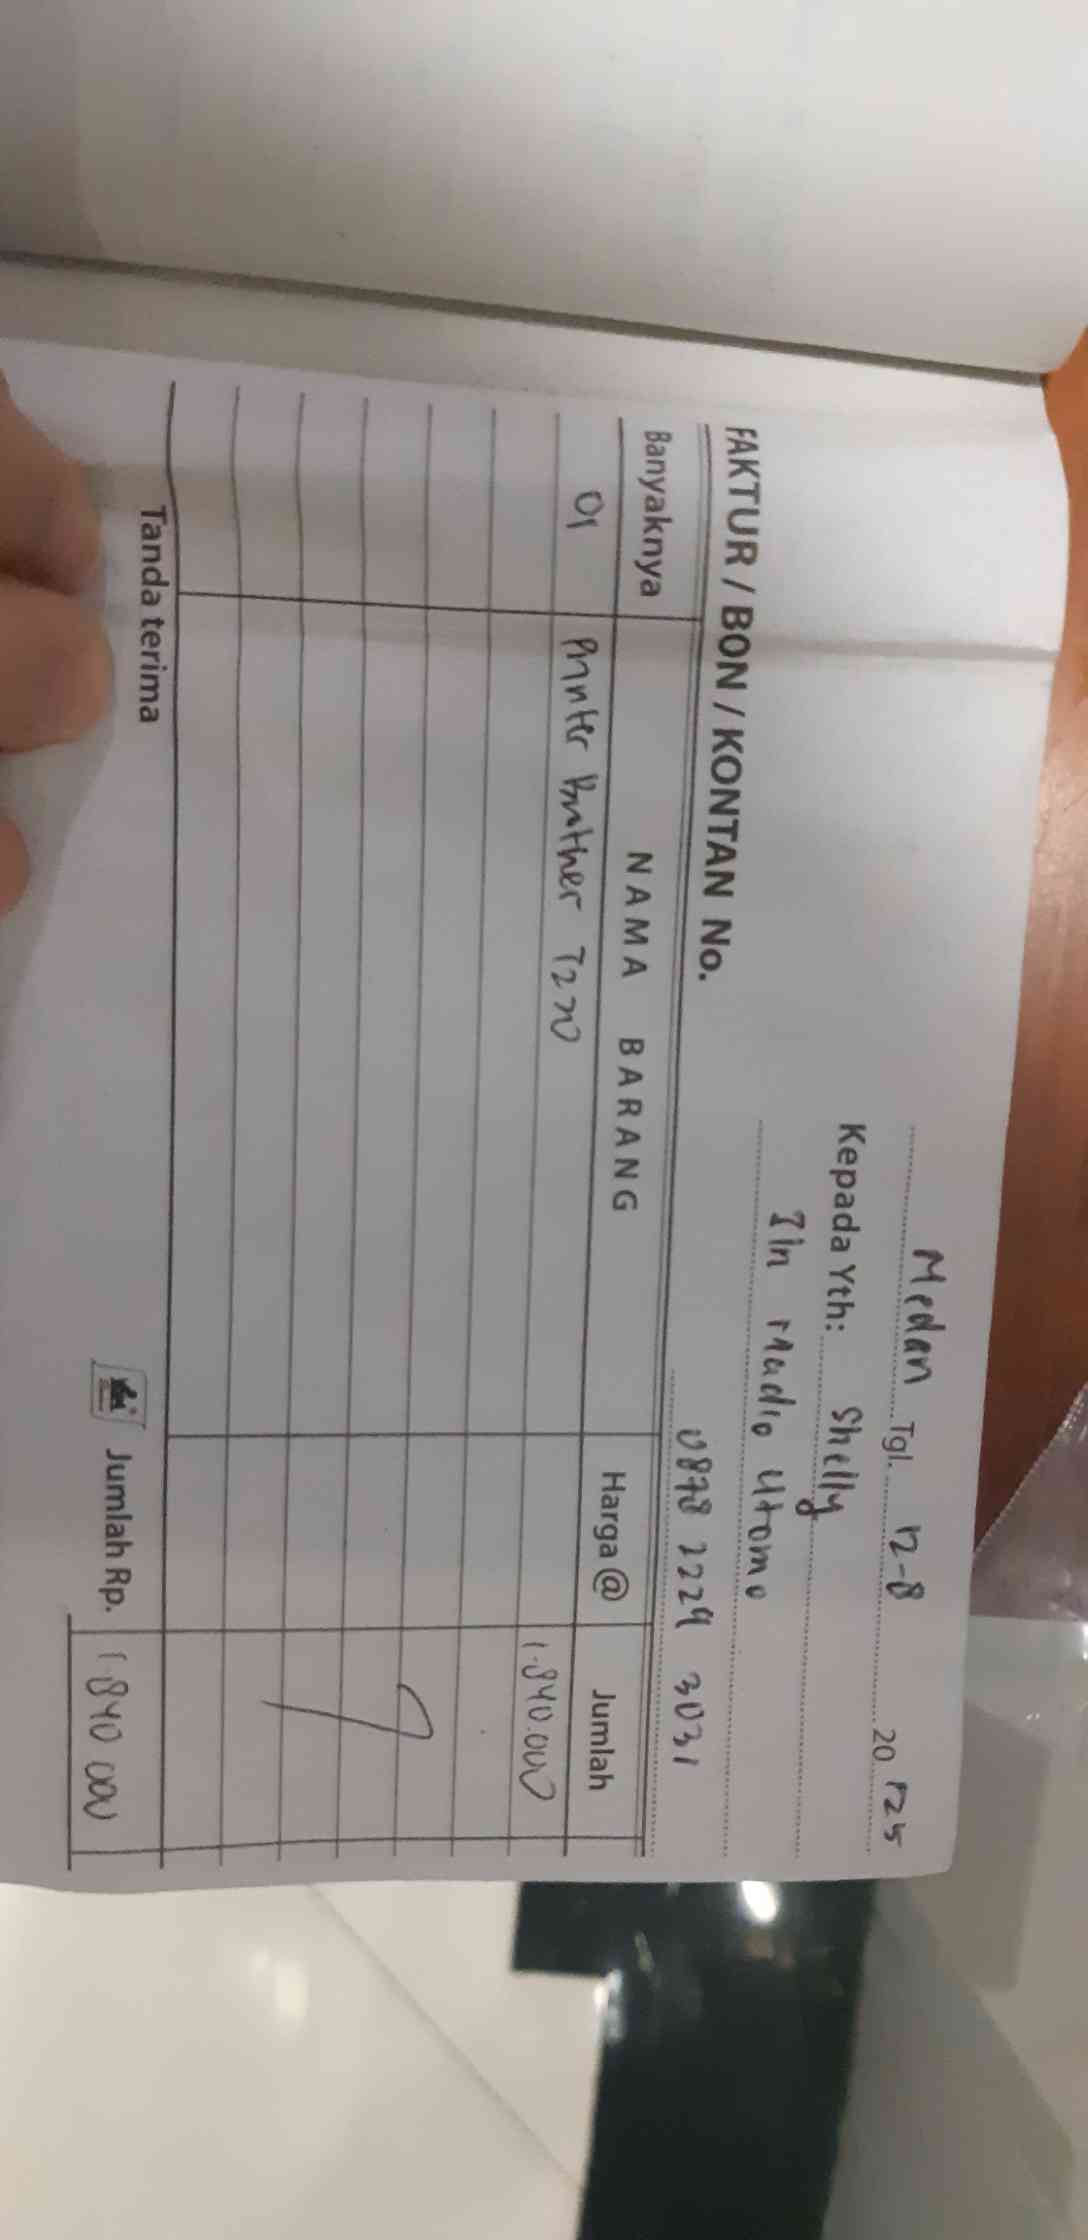 Medan Tgl. 12-8 20 25
Kepada Yth: Shelly
Jln Mudio Utomo
0878 2229 3031
FAKTUR / BON / KONTAN No.
Banyaknya NAMA BARANG Harga @ Jumlah
01 Printer Brother T220 1.840.000
Tanda terima Jumlah Rp. 1.840 000